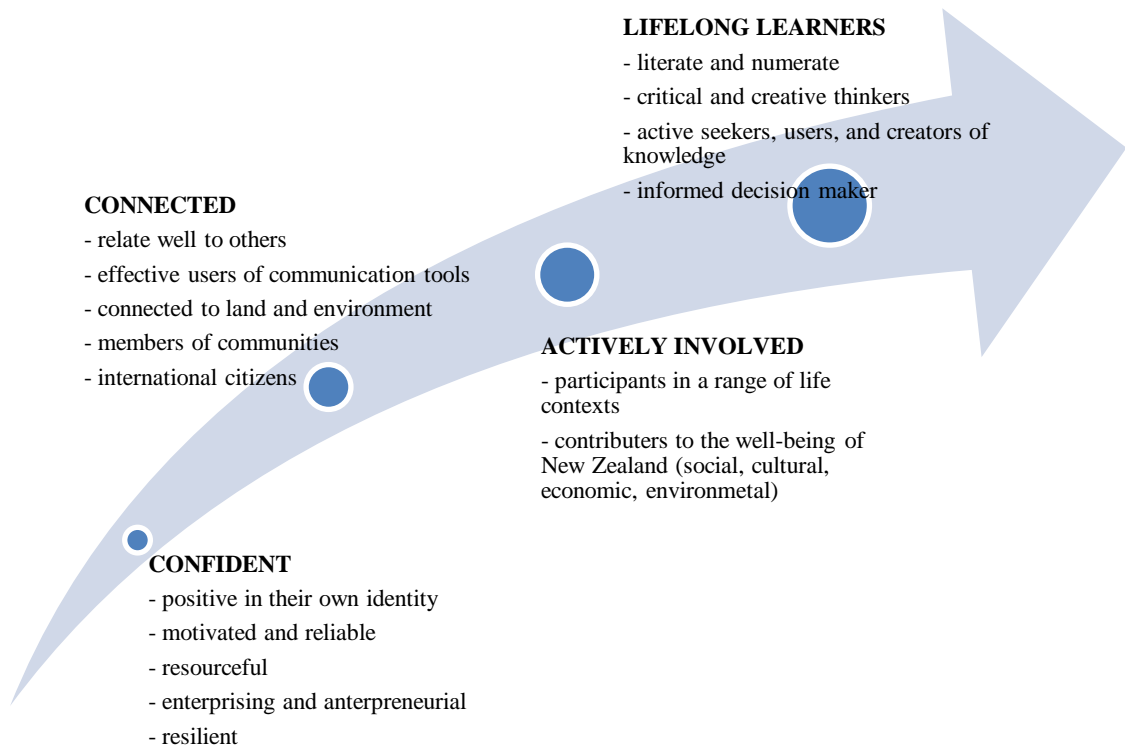 LIFELONG LEARNERS
- literate and numerate
- critical and creative thinkers
- active seekers, users, and creators of
knowledge
- informed decision maker
CONNECTED
- relate well to others
- effective users of communication tools
- connected to land and environment
- members of communities
- international citizens
ACTIVELY INVOLVED
- participants in a range of life
contexts
- contributers to the well-being of
New Zealand (social, cultural,
economic, environmetal)
CONFIDENT
- positive in their own identity
- motivated and reliable
- resourceful
- enterprising and anterpreneurial
- resilient